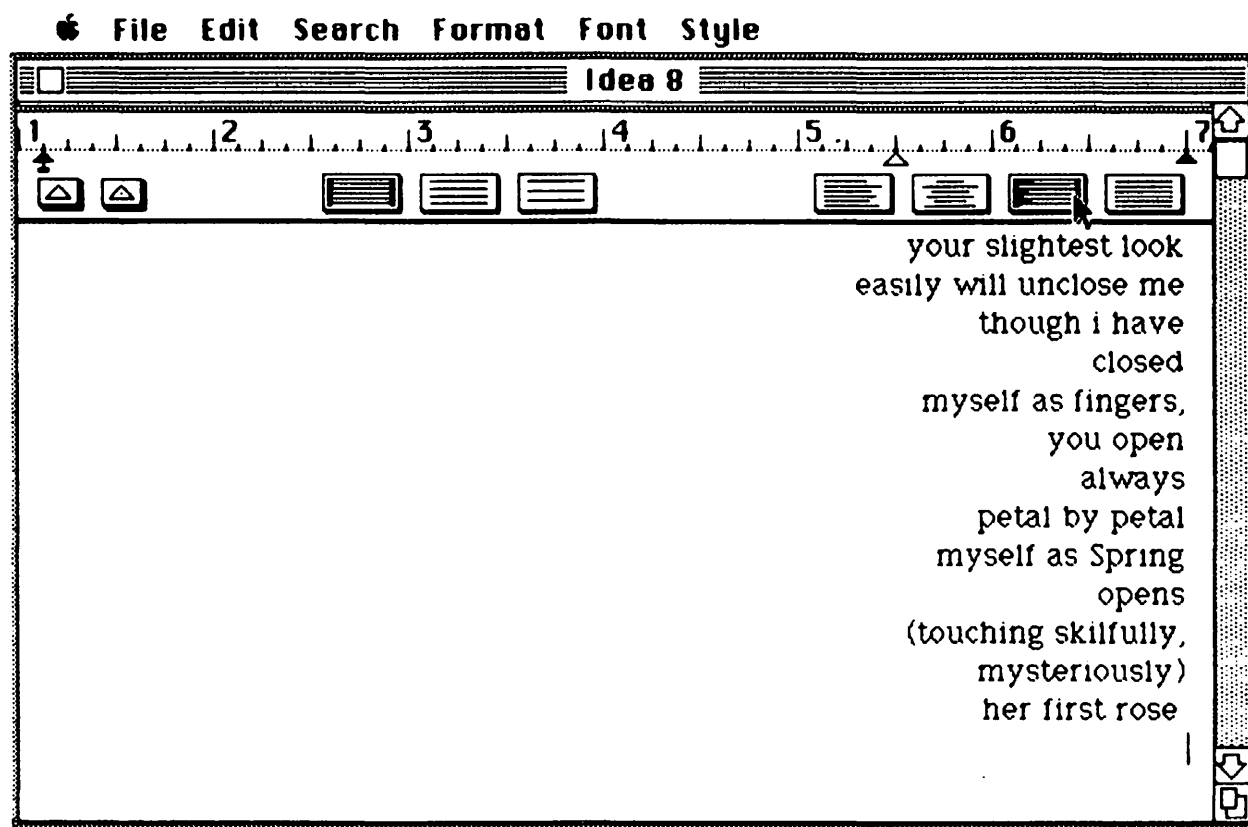 File Edit Search Format Font Style
Idea 8
1 2 3 4 5 6 7
your slightest look
easily will unclose me
though i have
closed
myself as fingers,
you open
always
petal by petal
myself as Spring
opens
(touching skilfully,
mysteriously)
her first rose